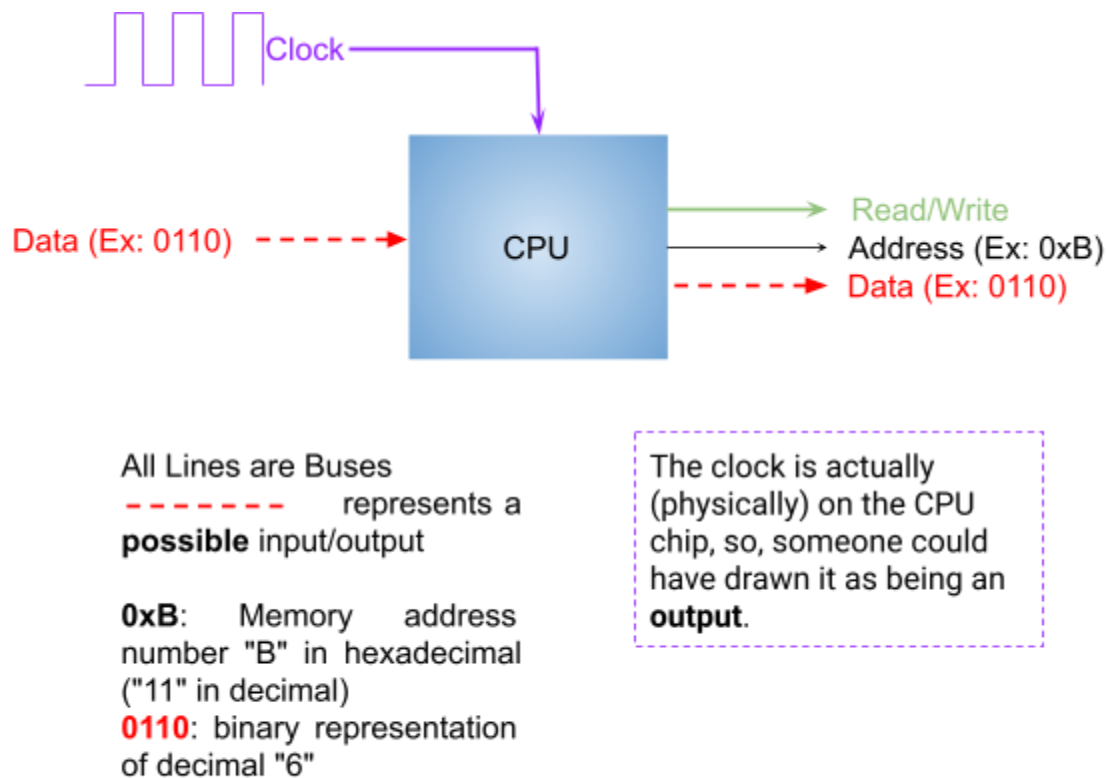 Clock
Data (Ex: 0110)
CPU
Read/Write
Address (Ex: 0xB)
Data (Ex: 0110)
All Lines are Buses
represents a
possible input/output
0xB: Memory address
number "B" in hexadecimal
("11" in decimal)
0110: binary representation
of decimal "6"
The clock is actually
(physically) on the CPU
chip, so, someone could
have drawn it as being an
output.